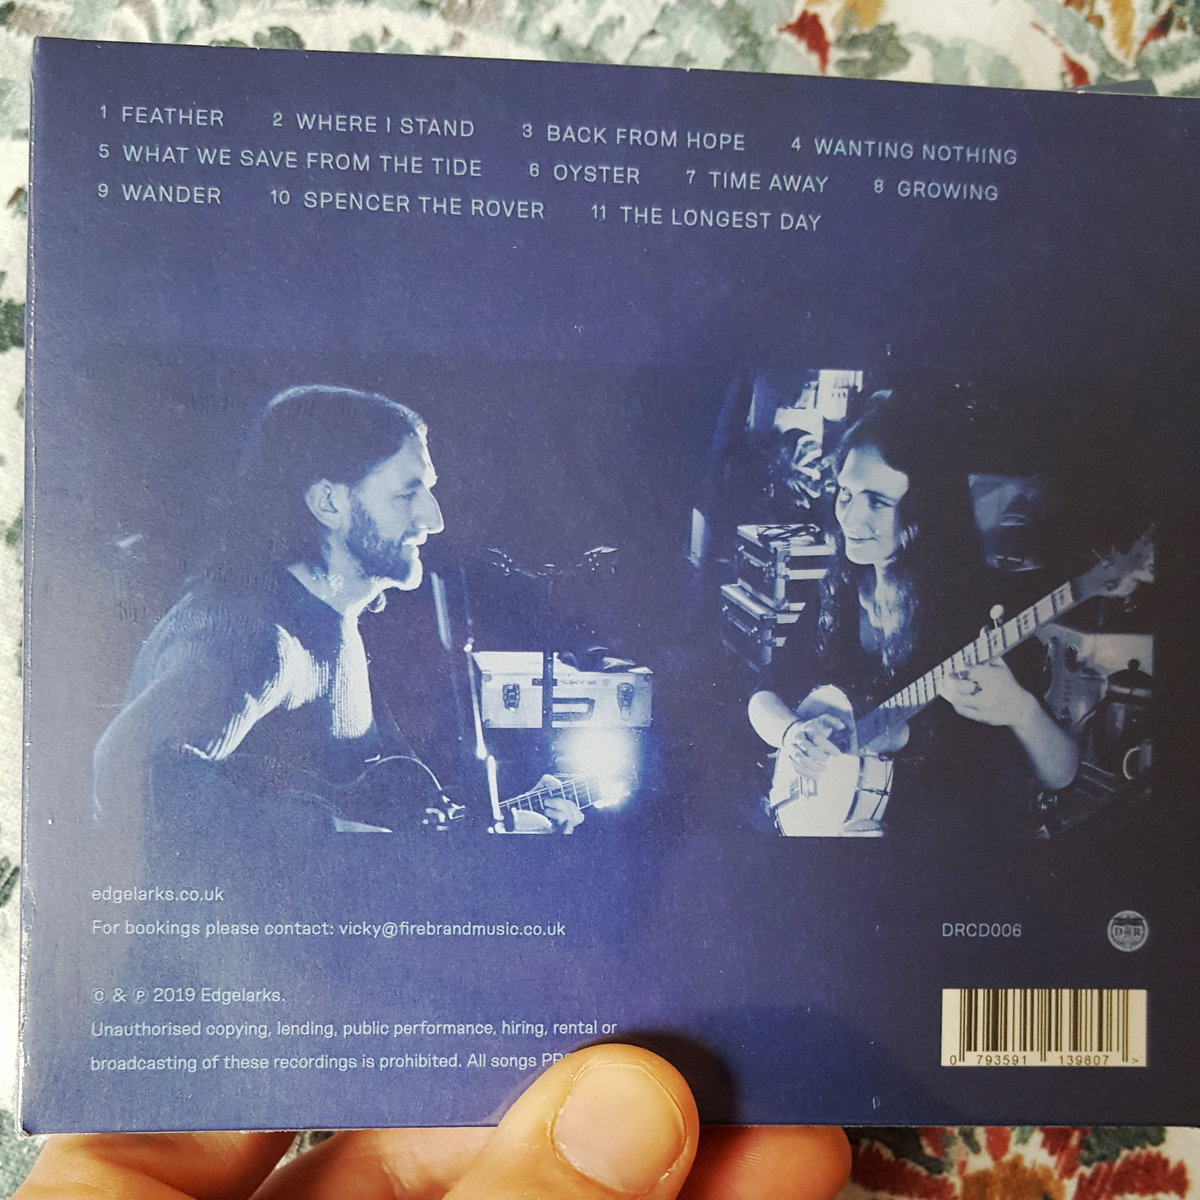 1 FEATHER 2 WHERE I STAND 3 BACK FROM HOPE 4 WANTING NOTHING
5 WHAT WE SAVE FROM THE TIDE 6 OYSTER 7 TIME AWAY 8 GROWING
9 WANDER 10 SPENCER THE ROVER 11 THE LONGEST DAY
edgelarks.co.uk
For bookings please contact: vicky@firebrandmusic.co.uk
DRCD006
© & ℗ 2019 Edgelarks.
Unauthorised copying, lending, public performance, hiring, rental or
broadcasting of these recordings is prohibited. All songs
0 793591 139807 >